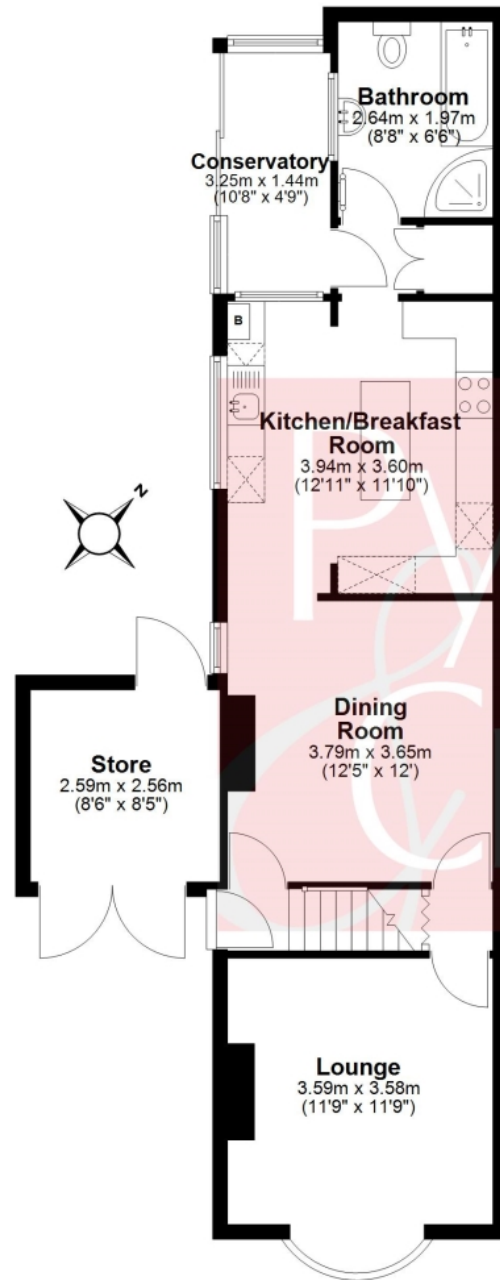 Bathroom
2.64m x 1.97m
(8'8" x 6'6")
Conservatory
3.25m x 1.44m
(10'8" x 4'9")
B
Kitchen/Breakfast
Room
3.94m x 3.60m
(12'11" x 11'10")
N
Dining
Room
3.79m x 3.65m
(12'5" x 12')
Store
2.59m x 2.56m
(8'6" x 8'5")
Lounge
3.59m x 3.58m
(11'9" x 11'9")
Py
&
C